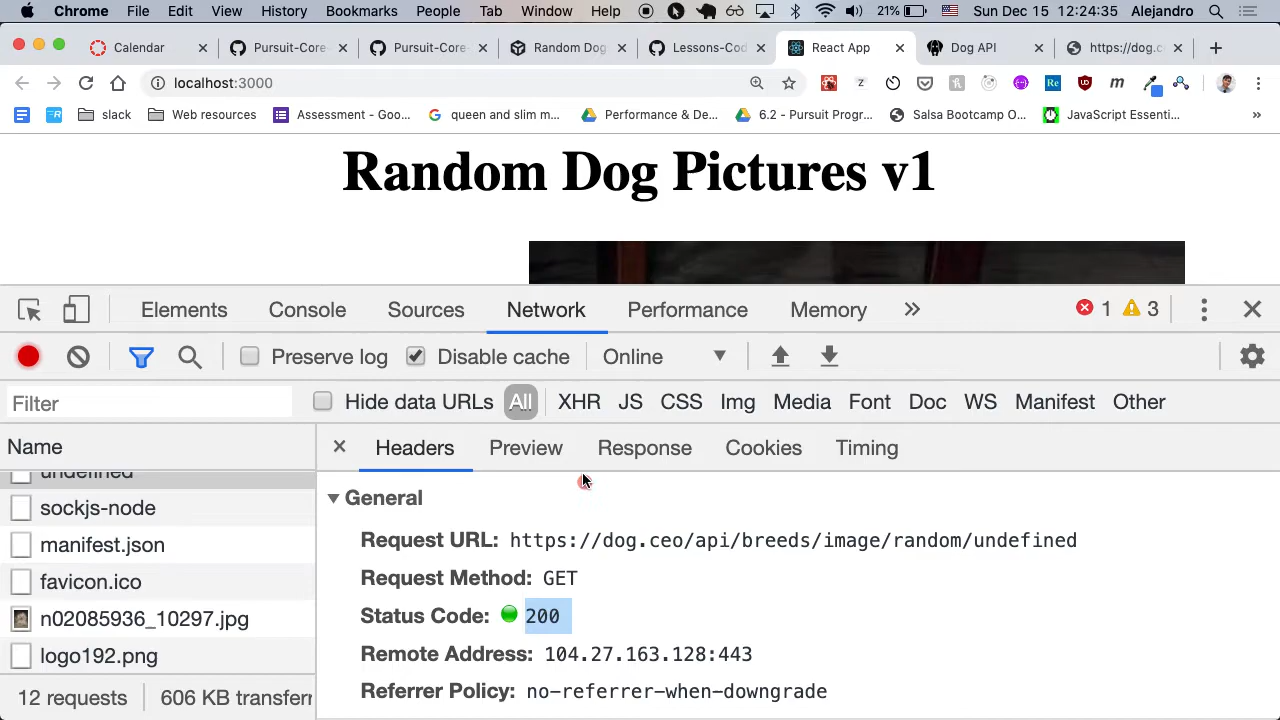 Chrome File Edit View History Bookmarks People Tab Window Help 21% Sun Dec 15 12:24:35 Alejandro
Calendar Pursuit-Core- Pursuit-Core- Random Dog Lessons-Cod React App Dog API https://dog.c
localhost:3000
slack Web resources Assessment - Goo... queen and slim m... Performance & De... 6.2 - Pursuit Progr... Salsa Bootcamp O... JavaScript Essenti... »
Random Dog Pictures v1
Elements Console Sources Network Performance Memory » 1 3
Preserve log Disable cache Online
Filter Hide data URLs All XHR JS CSS Img Media Font Doc WS Manifest Other
Name Headers Preview Response Cookies Timing
undefined
General
sockjs-node
Request URL: https://dog.ceo/api/breeds/image/random/undefined
manifest.json
Request Method: GET
favicon.ico
Status Code: 200
n02085936_10297.jpg
Remote Address: 104.27.163.128:443
logo192.png
Referrer Policy: no-referrer-when-downgrade
12 requests 606 KB transferr